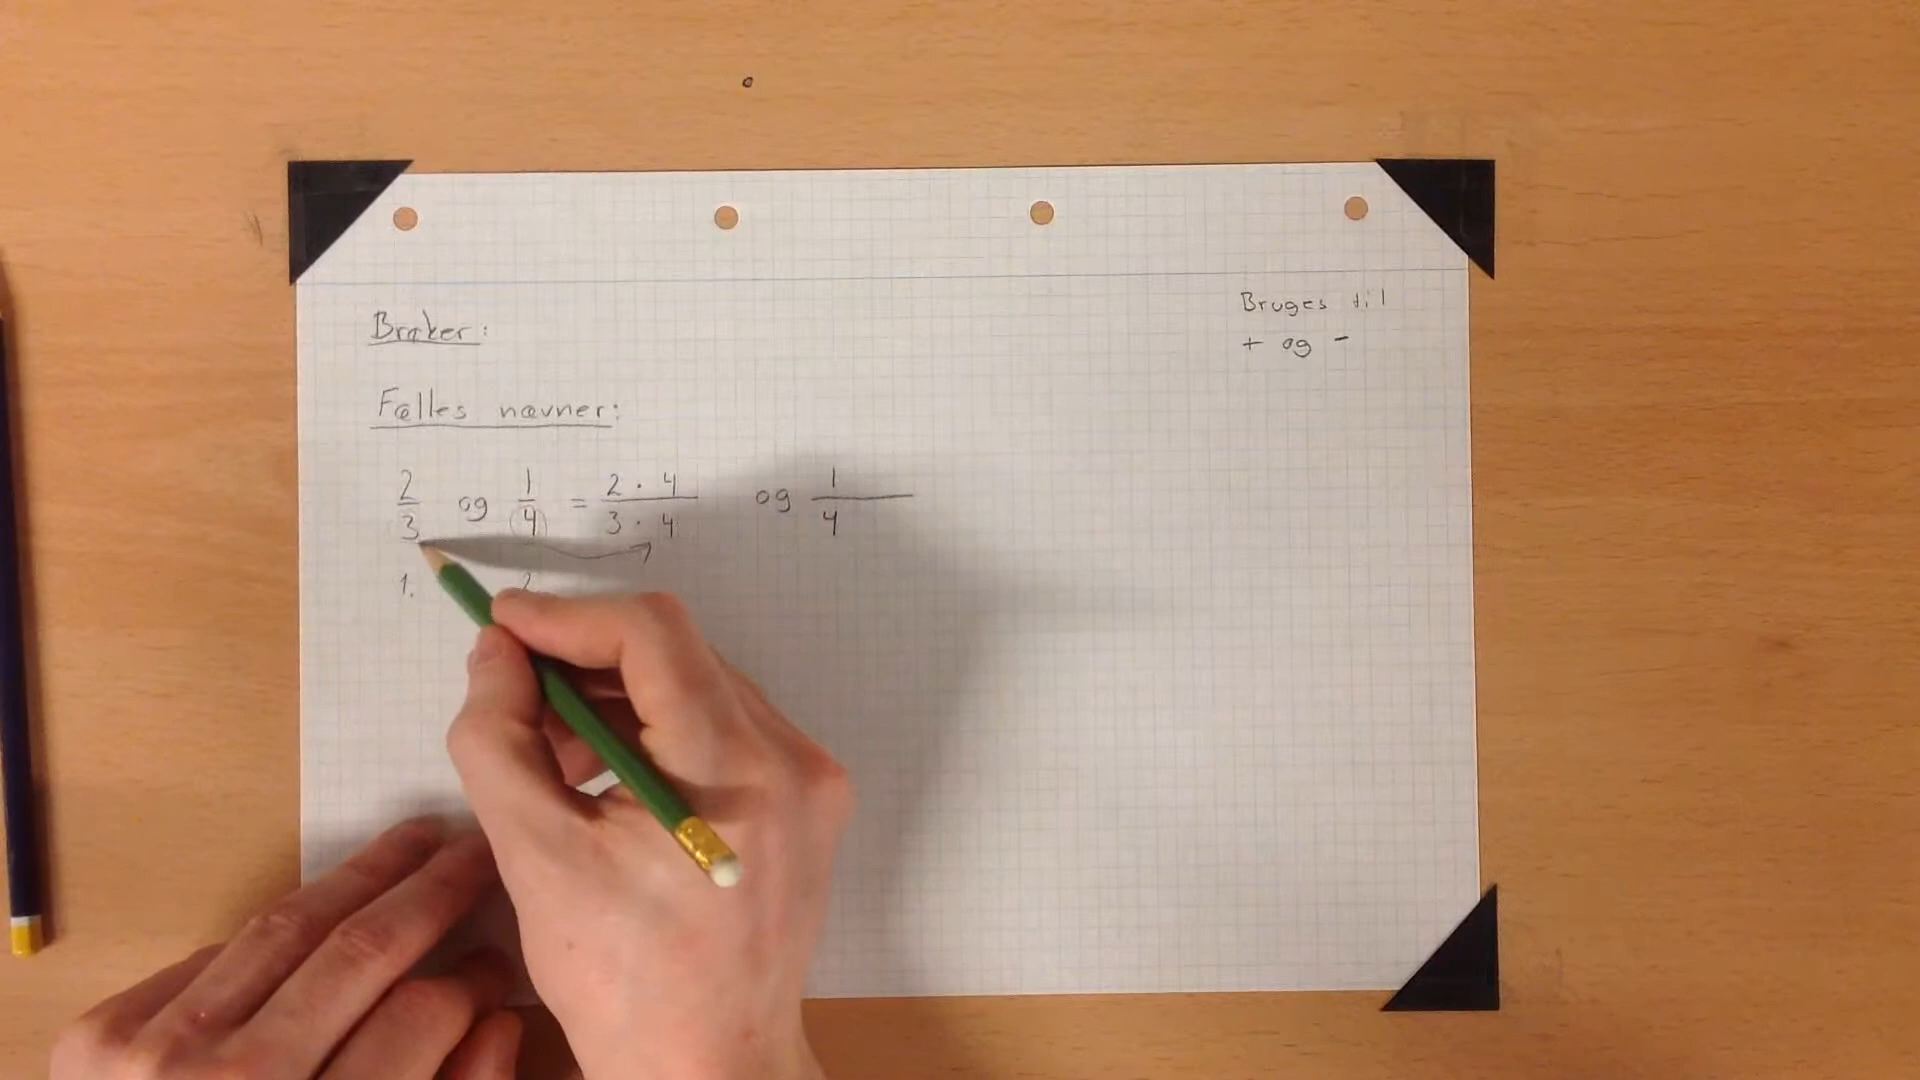 Brøker:
Bruges til
+ og -
Fælles nævner:
2/3 og 1/4 = 2 · 4/3 · 4 og 1/4
1. 2